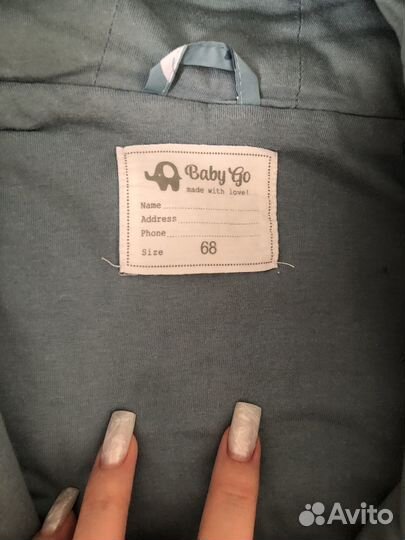 Baby Go
made with love!
Name
Address
Phone
Size 68
Avito